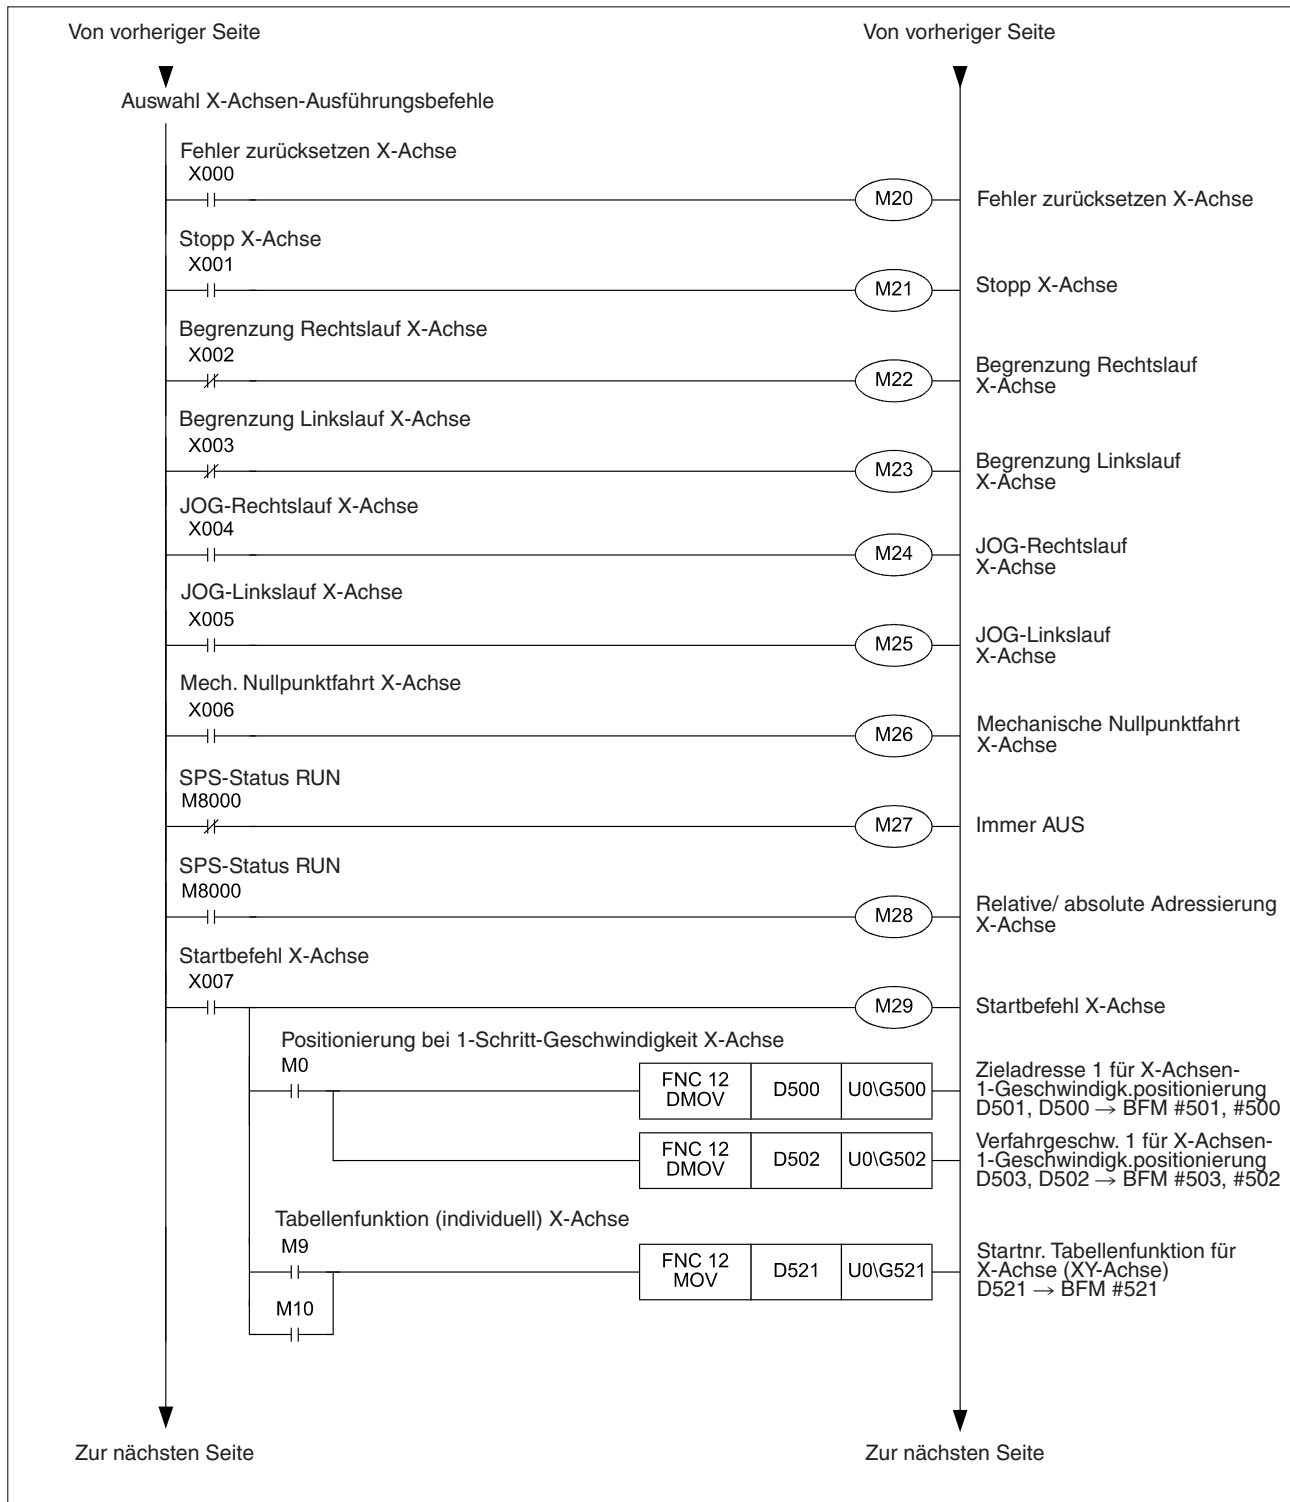 Von vorheriger Seite
Von vorheriger Seite
Auswahl X-Achsen-Ausführungsbefehle
Fehler zurücksetzen X-Achse
X000
M20
Fehler zurücksetzen X-Achse
Stopp X-Achse
X001
M21
Stopp X-Achse
Begrenzung Rechtslauf X-Achse
X002
M22
Begrenzung Rechtslauf
X-Achse
Begrenzung Linkslauf X-Achse
X003
M23
Begrenzung Linkslauf
X-Achse
JOG-Rechtslauf X-Achse
X004
M24
JOG-Rechtslauf
X-Achse
JOG-Linkslauf X-Achse
X005
M25
JOG-Linkslauf
X-Achse
Mech. Nullpunktfahrt X-Achse
X006
M26
Mechanische Nullpunktfahrt
X-Achse
SPS-Status RUN
M8000
M27
Immer AUS
SPS-Status RUN
M8000
M28
Relative/ absolute Adressierung
X-Achse
Startbefehl X-Achse
X007
M29
Startbefehl X-Achse
Positionierung bei 1-Schritt-Geschwindigkeit X-Achse
M0
FNC 12
DMOV
D500
U0\G500
Zieladresse 1 für X-Achsen-
1-Geschwindigk.positionierung
D501, D500 → BFM #501, #500
FNC 12
DMOV
D502
U0\G502
Verfahrgeschw. 1 für X-Achsen-
1-Geschwindigk.positionierung
D503, D502 → BFM #503, #502
Tabellenfunktion (individuell) X-Achse
M9
FNC 12
MOV
D521
U0\G521
Startnr. Tabellenfunktion für
X-Achse (XY-Achse)
D521 → BFM #521
M10
Zur nächsten Seite
Zur nächsten Seite